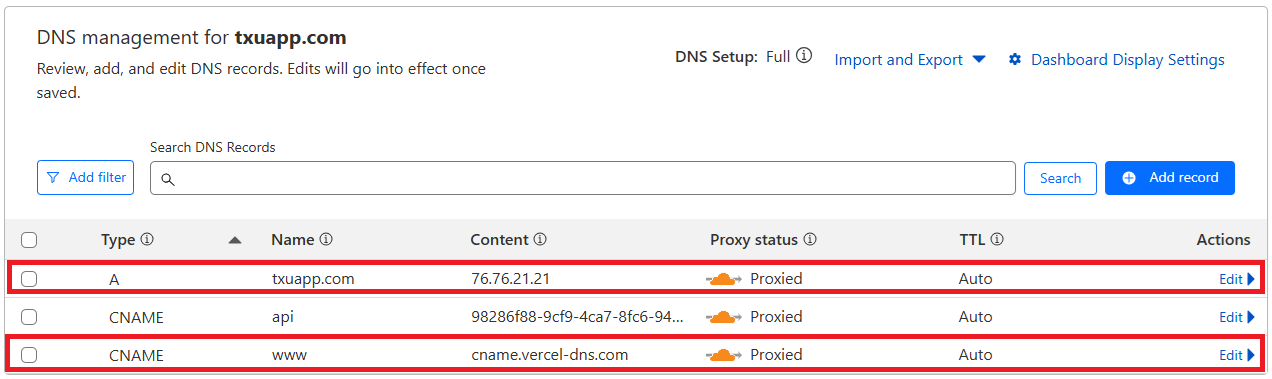 DNS management for txuapp.com
Review, add, and edit DNS records. Edits will go into effect once
saved.
DNS Setup: Full
Import and Export
Dashboard Display Settings
Search DNS Records
Add filter
Search
Add record
Type Name Content Proxy status TTL Actions
A txuapp.com 76.76.21.21 Proxied Auto Edit
CNAME api 98286f88-9cf9-4ca7-8fc6-94... Proxied Auto Edit
CNAME www cname.vercel-dns.com Proxied Auto Edit